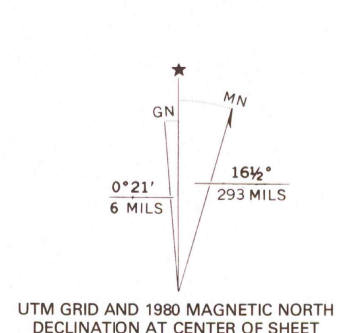 ★
GN
MN
0°21'
6 MILS
16½°
293 MILS
UTM GRID AND 1980 MAGNETIC NORTH
DECLINATION AT CENTER OF SHEET